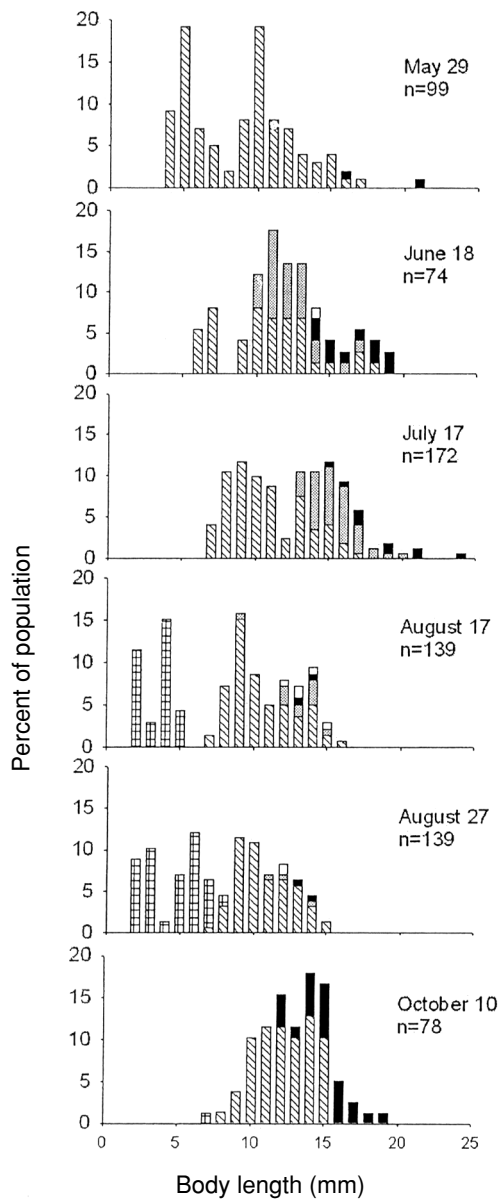 20
15
10
5
0
May 29
n=99
20
15
10
5
0
June 18
n=74
20
15
10
5
0
July 17
n=172
20
15
10
5
0
August 17
n=139
20
15
10
5
0
August 27
n=139
20
15
10
5
0
October 10
n=78
0 5 10 15 20 25
Body length (mm)
Percent of population